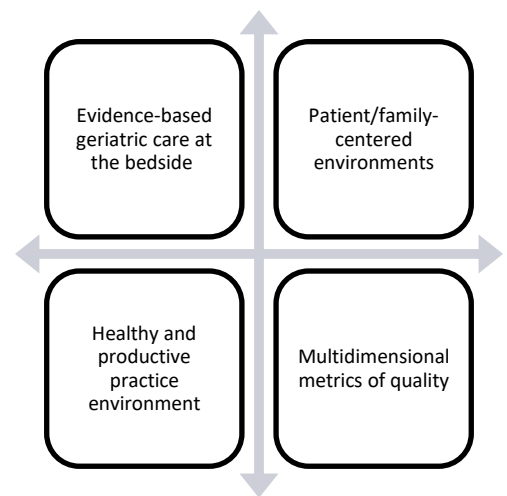 Evidence-based
geriatric care at
the bedside
Patient/family-
centered
environments
Healthy and
productive
practice
environment
Multidimensional
metrics of quality